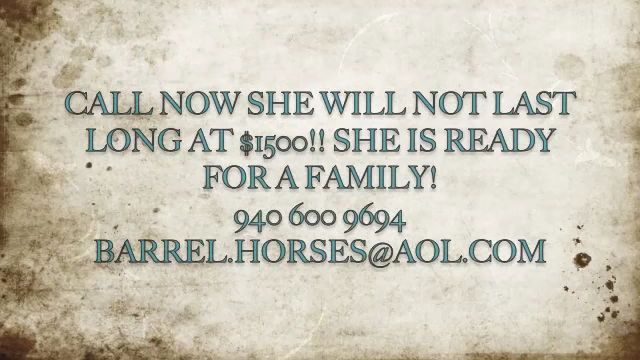 CALL NOW SHE WILL NOT LAST
LONG AT $1500!! SHE IS READY
FOR A FAMILY!
940 600 9694
BARREL.HORSES@AOL.COM